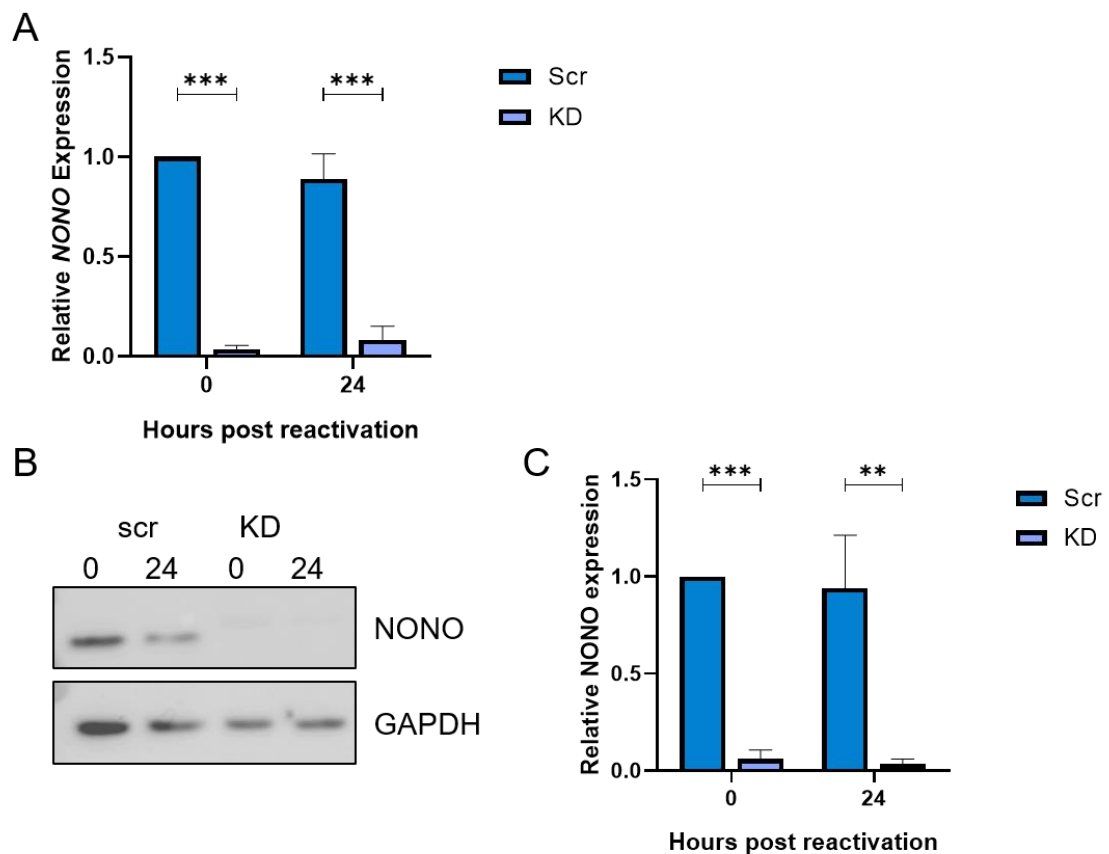 A
Relative NONO Expression
1.5
1.0
0.5
0.0
***
***
0
24
Hours post reactivation
Scr
KD
B
scr KD
0 24 0 24
NONO
GAPDH
C
Relative NONO expression
1.5
1.0
0.5
0.0
***
**
0
24
Hours post reactivation
Scr
KD